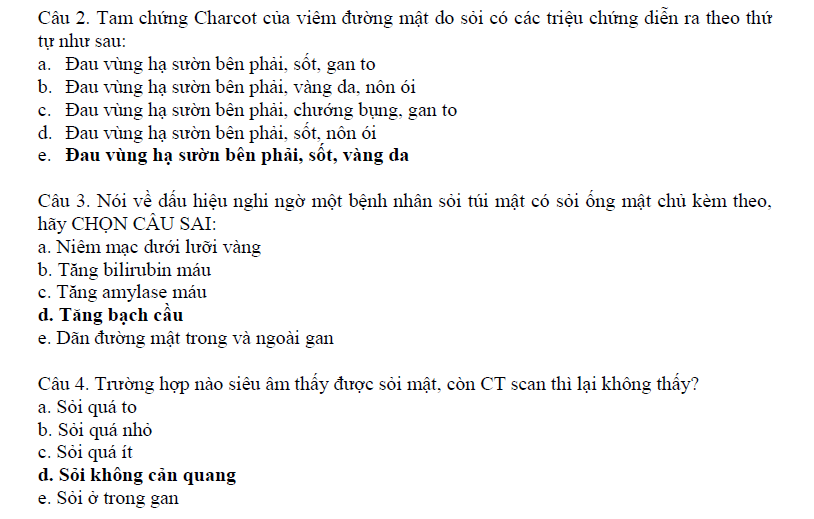 Câu 2. Tam chứng Charcot của viêm đường mật do sỏi có các triệu chứng diễn ra theo thứ
tự như sau:
a. Đau vùng hạ sườn bên phải, sốt, gan to
b. Đau vùng hạ sườn bên phải, vàng da, nôn ói
c. Đau vùng hạ sườn bên phải, chướng bụng, gan to
d. Đau vùng hạ sườn bên phải, sốt, nôn ói
e. Đau vùng hạ sườn bên phải, sốt, vàng da
Câu 3. Nói về dấu hiệu nghi ngờ một bệnh nhân sỏi túi mật có sỏi ống mật chủ kèm theo,
hãy CHỌN CÂU SAI:
a. Niêm mạc dưới lưỡi vàng
b. Tăng bilirubin máu
c. Tăng amylase máu
d. Tăng bạch cầu
e. Dãn đường mật trong và ngoài gan
Câu 4. Trường hợp nào siêu âm thấy được sỏi mật, còn CT scan thì lại không thấy?
a. Sỏi quá to
b. Sỏi quá nhỏ
c. Sỏi quá ít
d. Sỏi không cản quang
e. Sỏi ở trong gan